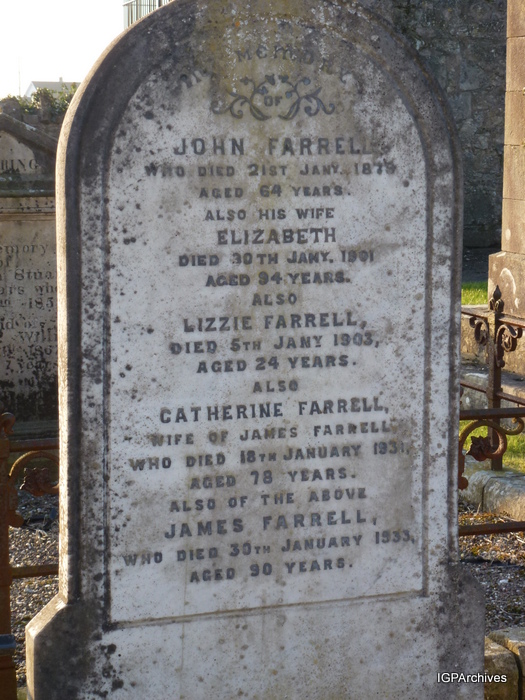 IN MEMORY
OF
JOHN FARRELL
WHO DIED 21ST JANY. 1875
AGED 64 YEARS.
ALSO HIS WIFE
ELIZABETH
DIED 30TH JANY. 1901
AGED 94 YEARS.
ALSO
LIZZIE FARRELL,
DIED 5TH JANY 1903,
AGED 24 YEARS.
ALSO
CATHERINE FARRELL,
WIFE OF JAMES FARRELL,
WHO DIED 18TH JANUARY 1931,
AGED 78 YEARS.
ALSO OF THE ABOVE
JAMES FARRELL,
WHO DIED 30TH JANUARY 1933,
AGED 90 YEARS.
IGPArchives